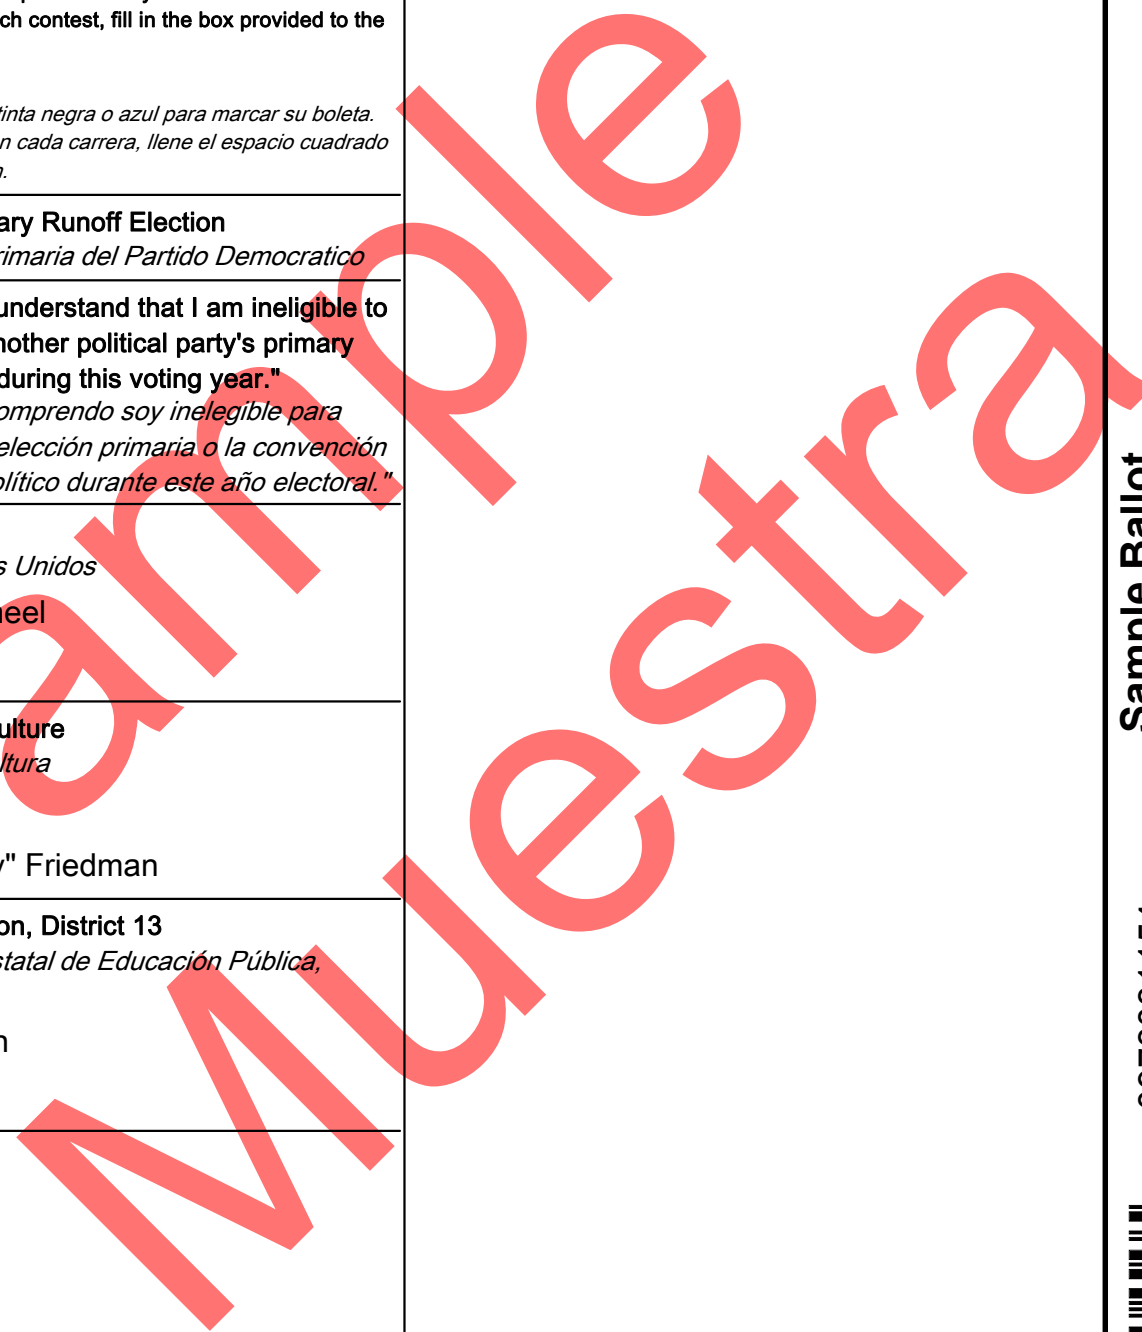 ch contest, fill in the box provided to the
tinta negra o azul para marcar su boleta.
n cada carrera, llene el espacio cuadrado
n.
ary Runoff Election
rimaria del Partido Democratico
understand that I am ineligible to
nother political party's primary
during this voting year."
omprendo soy inelegible para
elección primaria o la convención
olítico durante este año electoral."
s Unidos
neel
ulture
ltura
y" Friedman
on, District 13
statal de Educación Pública,
n
ample
Muestra
Sample Ballot